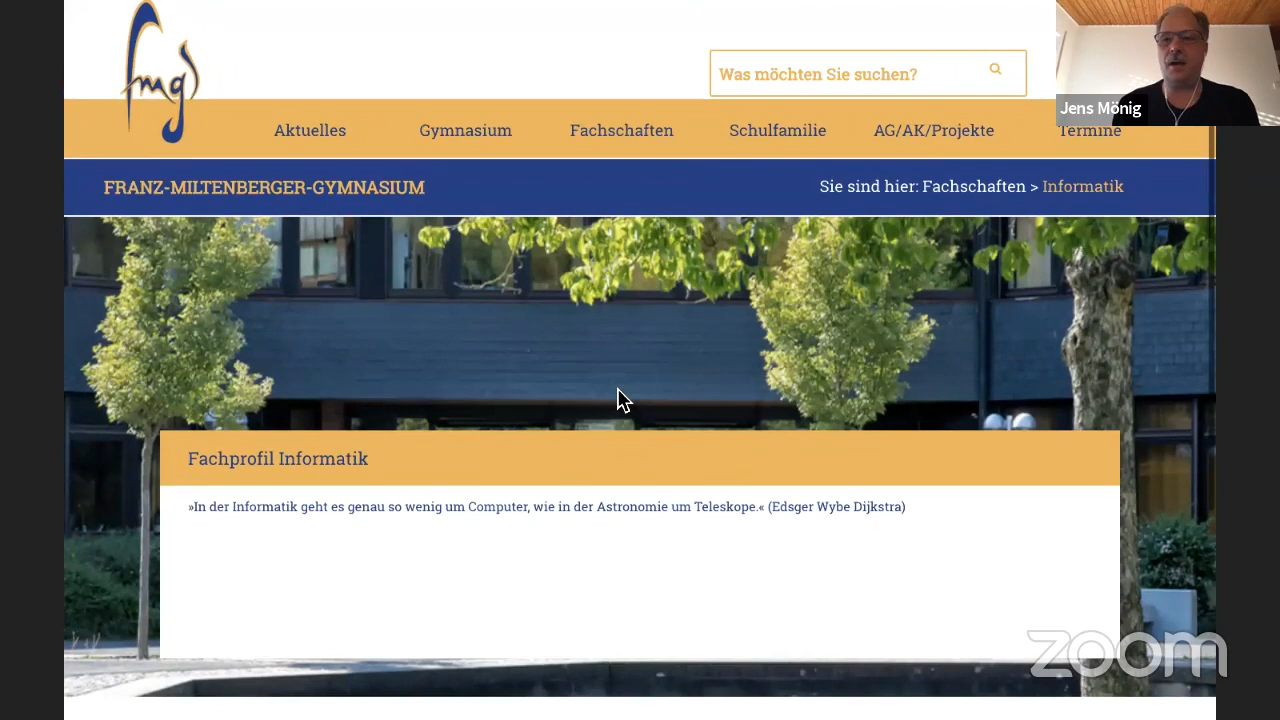 fmg
Was möchten Sie suchen?
Jens Mönig
Aktuelles Gymnasium Fachschaften Schulfamilie AG/AK/Projekte Termine
FRANZ-MILTENBERGER-GYMNASIUM
Sie sind hier: Fachschaften > Informatik
Fachprofil Informatik
»In der Informatik geht es genau so wenig um Computer, wie in der Astronomie um Teleskope.« (Edsger Wybe Dijkstra)
zoom